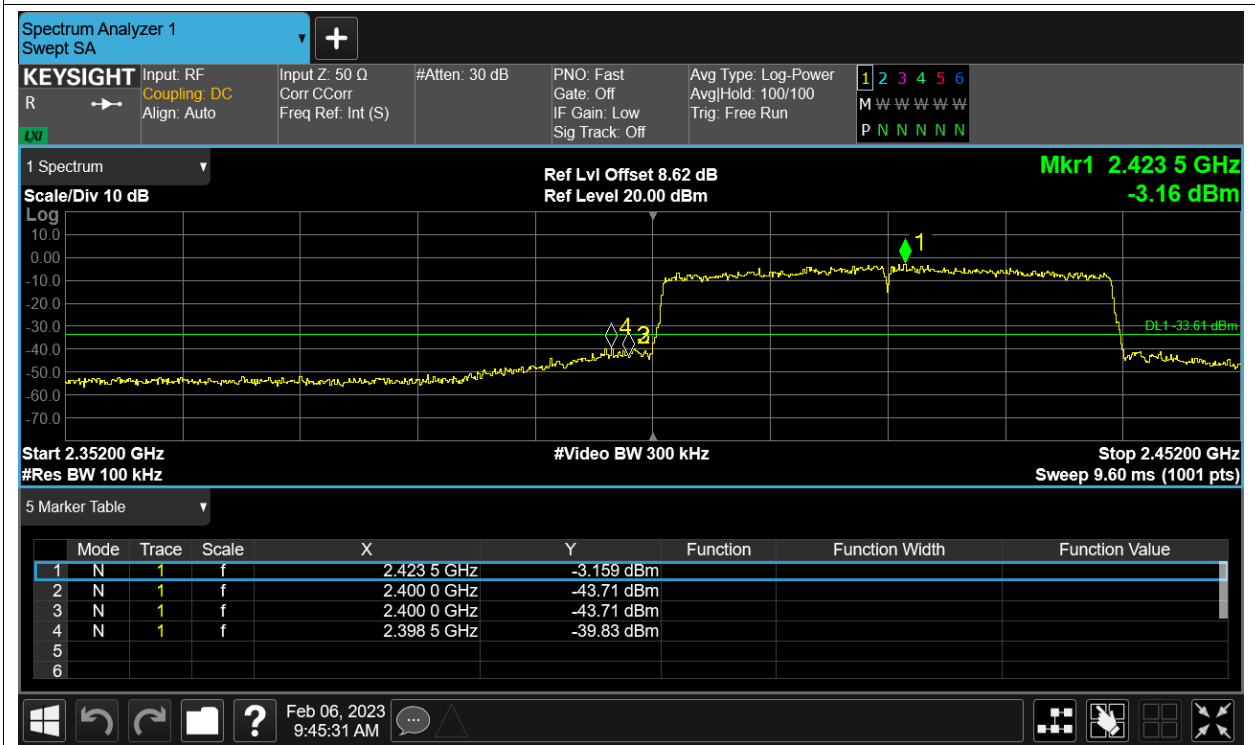 Spectrum Analyzer 1
Swept SA
+
KEYSIGHT
R
LXI
Input: RF
Coupling: DC
Align: Auto
Input Z: 50 Ω
Corr CCorr
Freq Ref: Int (S)
#Atten: 30 dB
PNO: Fast
Gate: Off
IF Gain: Low
Sig Track: Off
Avg Type: Log-Power
Avg|Hold: 100/100
Trig: Free Run
1 2 3 4 5 6
M W W W W W
P N N N N N
1 Spectrum
Scale/Div 10 dB
Ref Lvl Offset 8.62 dB
Ref Level 20.00 dBm
Mkr1 2.423 5 GHz
-3.16 dBm
Log
10.0
0.00
-10.0
-20.0
-30.0
-40.0
-50.0
-60.0
-70.0
1
4
DL1 -33.61 dBm
Start 2.35200 GHz
#Res BW 100 kHz
#Video BW 300 kHz
Stop 2.45200 GHz
Sweep 9.60 ms (1001 pts)
5 Marker Table
Mode Trace Scale X Y Function Function Width Function Value
1 N 1 f 2.423 5 GHz -3.159 dBm
2 N 1 f 2.400 0 GHz -43.71 dBm
3 N 1 f 2.400 0 GHz -43.71 dBm
4 N 1 f 2.398 5 GHz -39.83 dBm
5
6
?
Feb 06, 2023
9:45:31 AM